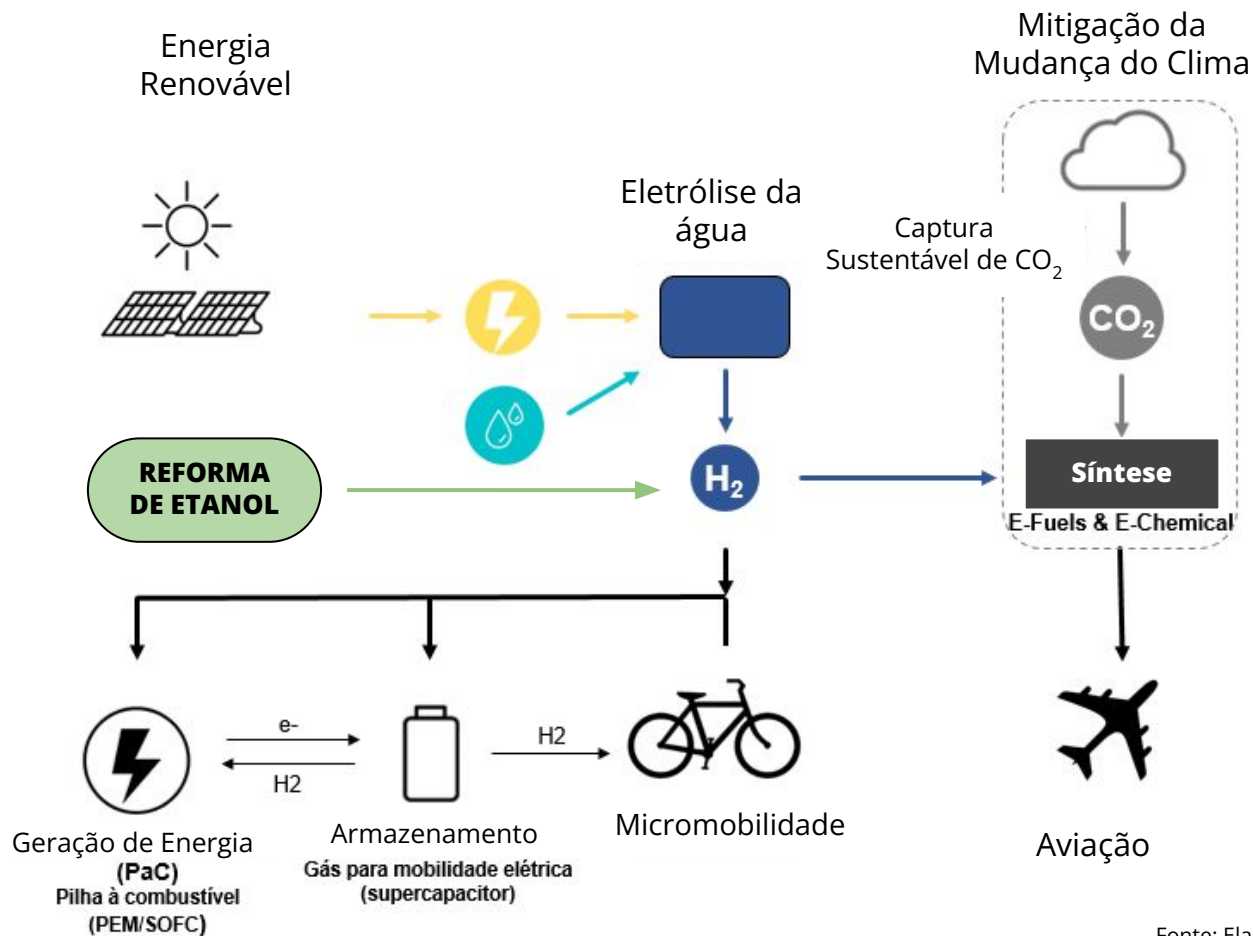 Energia
Renovável
Mitigação da
Mudança do Clima
Eletrólise da
água
Captura
Sustentável de CO₂
CO₂
REFORMA
DE ETANOL
H₂
Síntese
E-Fuels & E-Chemical
e-
H2
H2
Geração de Energia
(PaC)
Pilha à combustível
(PEM/SOFC)
Armazenamento
Gás para mobilidade elétrica
(supercapacitor)
Micromobilidade
Aviação
Fonte: Ela